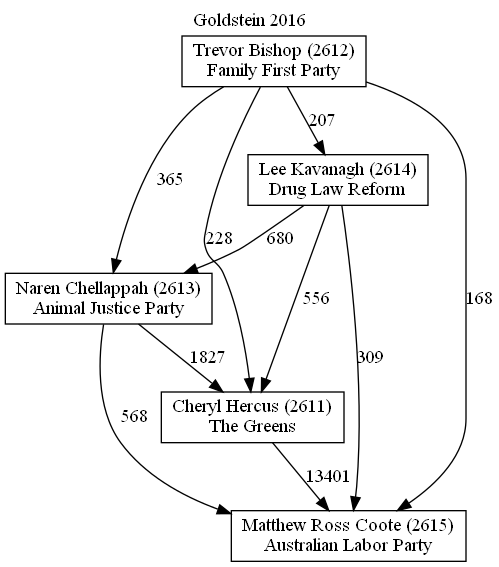 Goldstein 2016
Trevor Bishop (2612)
Family First Party
207
Lee Kavanagh (2614)
Drug Law Reform
365
228
680
Naren Chellappah (2613)
Animal Justice Party
556
168
1827
309
Cheryl Hercus (2611)
The Greens
568
13401
Matthew Ross Coote (2615)
Australian Labor Party